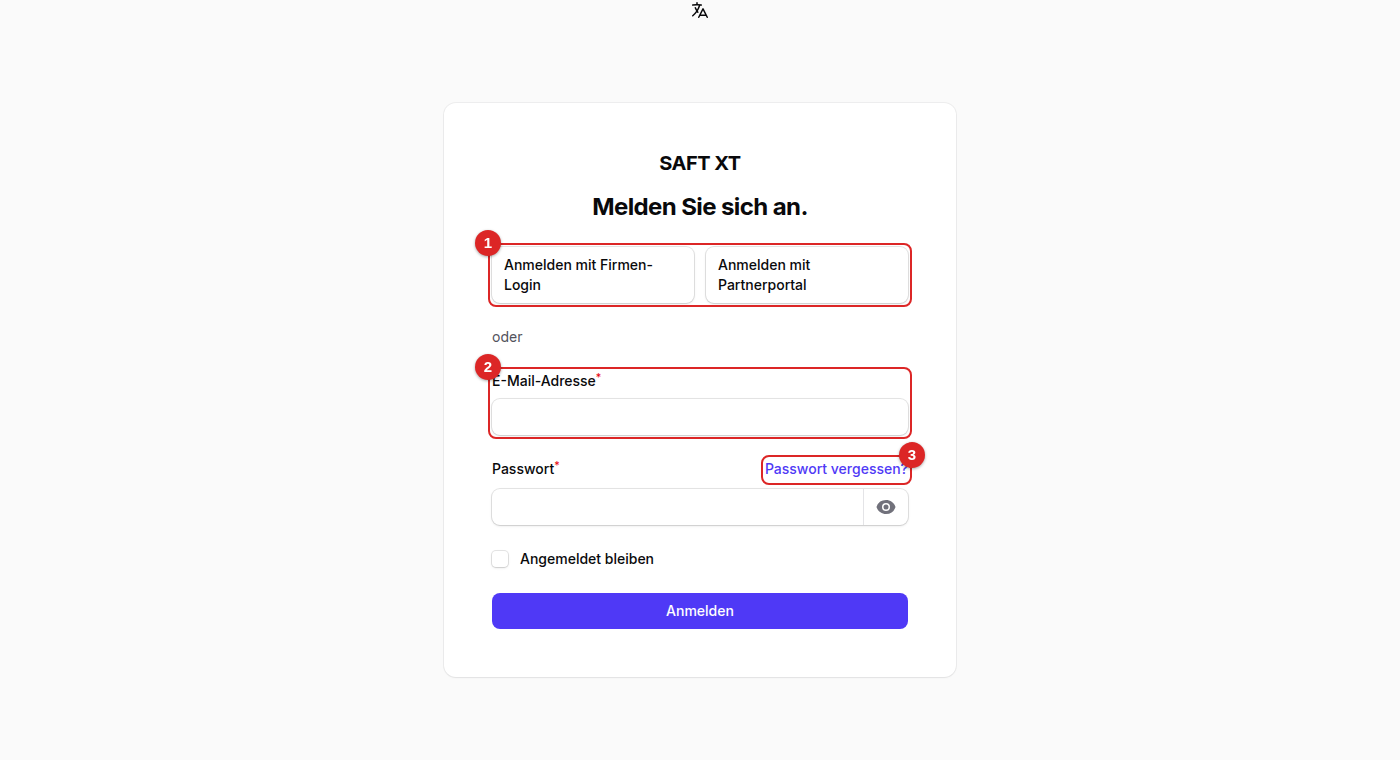 SAFT XT
Melden Sie sich an.
1
Anmelden mit Firmen-
Login
Anmelden mit
Partnerportal
oder
2
E-Mail-Adresse*
3
Passwort*
Passwort vergessen?
Angemeldet bleiben
Anmelden